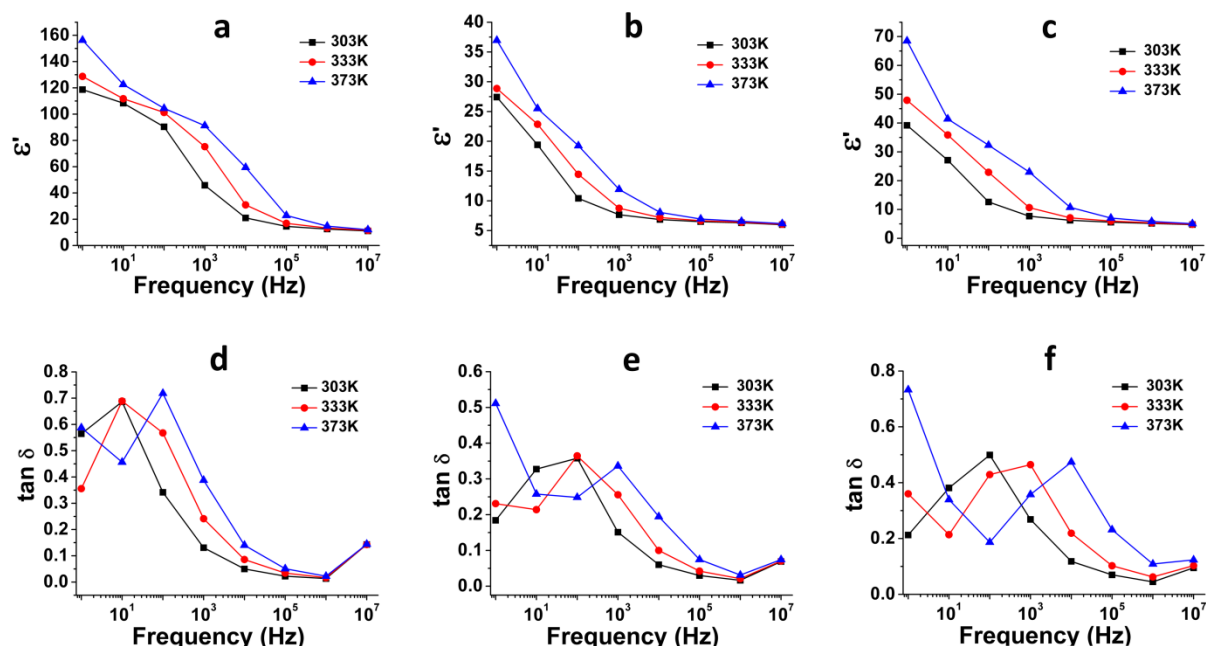 a
160
140
120
100
80
60
40
20
0
ε'
303K
333K
373K
10¹ 10³ 10⁵ 10⁷
Frequency (Hz)
b
40
35
30
25
20
15
10
5
0
ε'
303K
333K
373K
10¹ 10³ 10⁵ 10⁷
Frequency (Hz)
c
70
60
50
40
30
20
10
0
ε'
303K
333K
373K
10¹ 10³ 10⁵ 10⁷
Frequency (Hz)
d
0.8
0.7
0.6
0.5
0.4
0.3
0.2
0.1
0.0
tan δ
303K
333K
373K
10¹ 10³ 10⁵ 10⁷
Frequency (Hz)
e
0.6
0.5
0.4
0.3
0.2
0.1
0.0
tan δ
303K
333K
373K
10¹ 10³ 10⁵ 10⁷
Frequency (Hz)
f
0.8
0.6
0.4
0.2
0.0
tan δ
303K
333K
373K
10¹ 10³ 10⁵ 10⁷
Frequency (Hz)